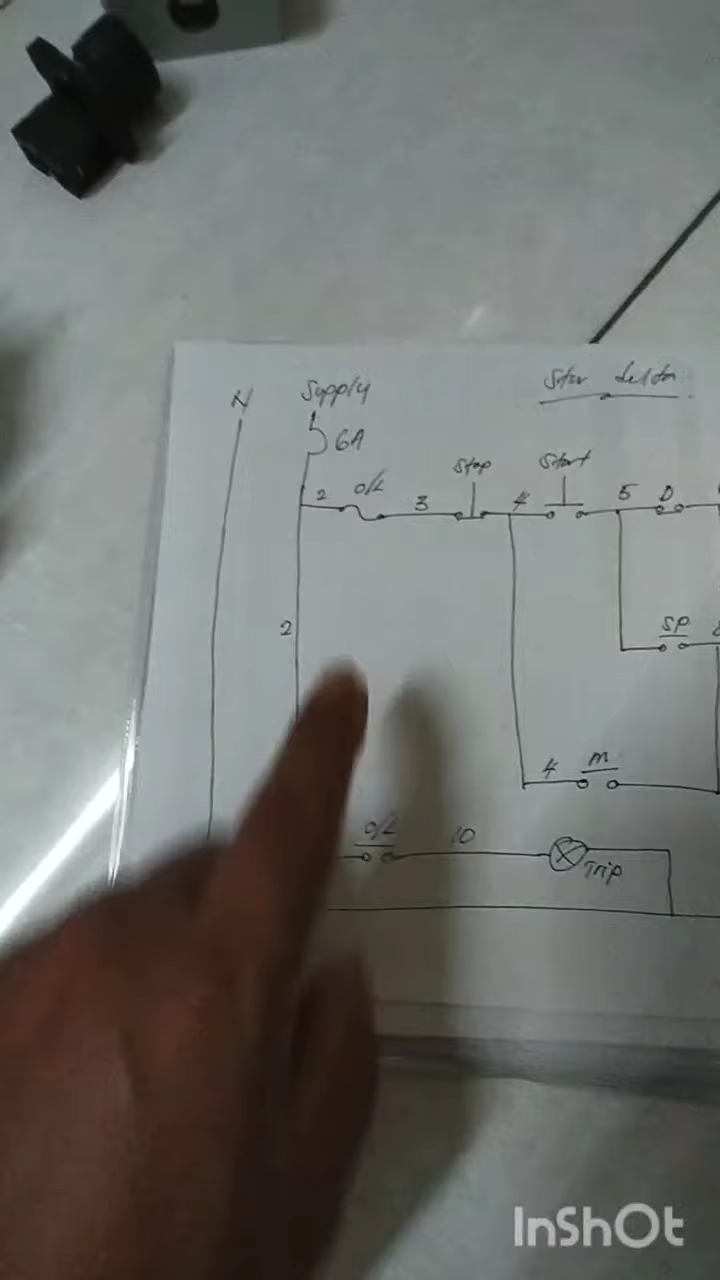 N Supply Star Delta
6A
Stop Start
2 O/L 3 4 5 D
SP
2
4 M
O/L 10
Trip
InShOt